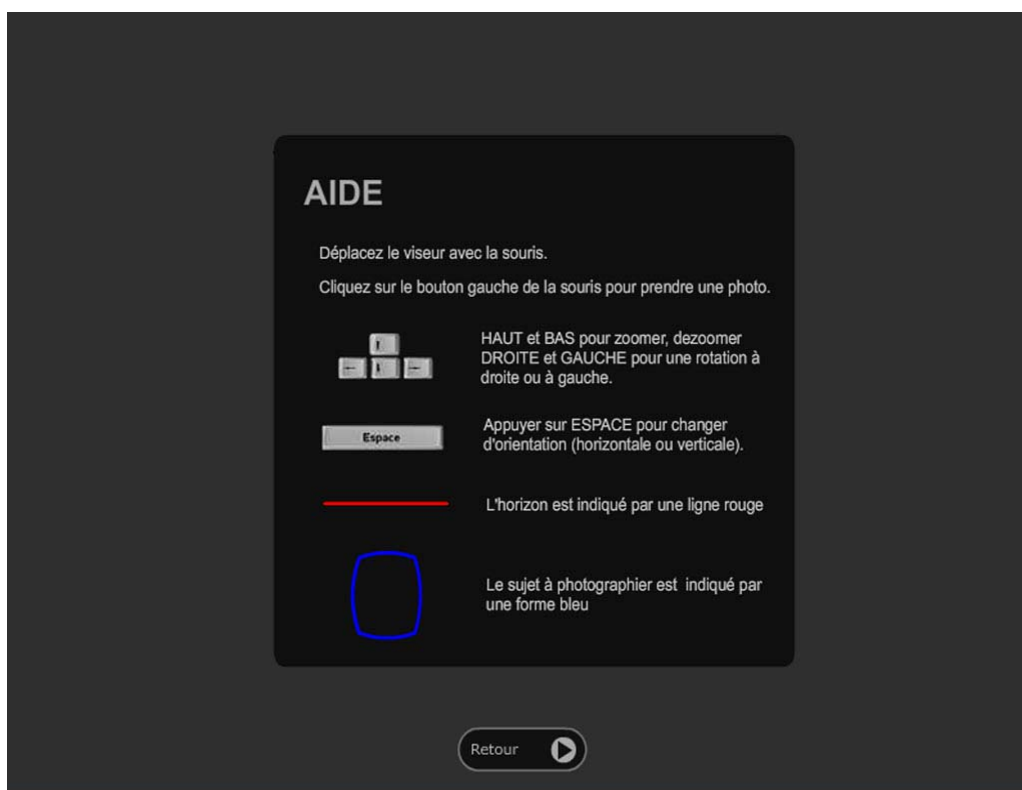 AIDE
Déplacez le viseur avec la souris.
Cliquez sur le bouton gauche de la souris pour prendre une photo.
HAUT et BAS pour zoomer, dezoomer
DROITE et GAUCHE pour une rotation à
droite ou à gauche.
Espace
Appuyer sur ESPACE pour changer
d'orientation (horizontale ou verticale).
L'horizon est indiqué par une ligne rouge
Le sujet à photographier est indiqué par
une forme bleu
Retour